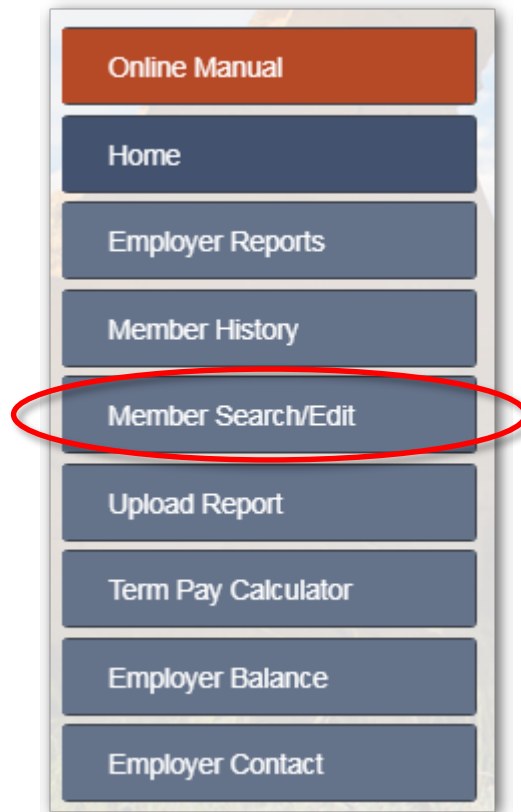 Online Manual
Home
Employer Reports
Member History
Member Search/Edit
Upload Report
Term Pay Calculator
Employer Balance
Employer Contact